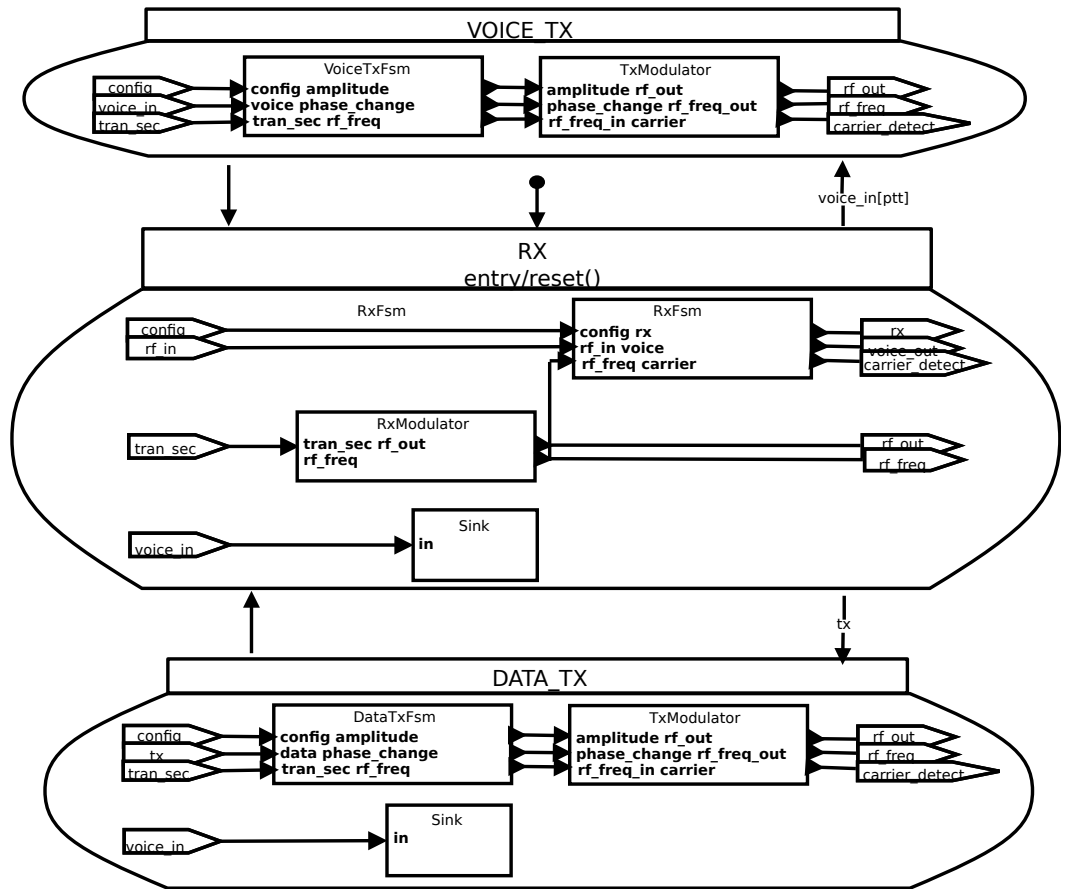 VOICE_TX
VoiceTxFsm
TxModulator
config
config amplitude
amplitude rf_out
rf_out
voice_in
voice phase_change
phase_change rf_freq_out
rf_freq
tran_sec
tran_sec rf_freq
rf_freq_in carrier
carrier_detect
voice_in[ptt]
RX
entry/reset()
RxFsm
RxFsm
config
config rx
rx
rf_in
rf_in voice
voice_out
rf_freq carrier
carrier_detect
RxModulator
tran_sec
tran_sec rf_out
rf_out
rf_freq
rf_freq
Sink
voice_in
in
tx
DATA_TX
DataTxFsm
TxModulator
config
config amplitude
amplitude rf_out
rf_out
tx
data phase_change
phase_change rf_freq_out
rf_freq
tran_sec
tran_sec rf_freq
rf_freq_in carrier
carrier_detect
Sink
voice_in
in